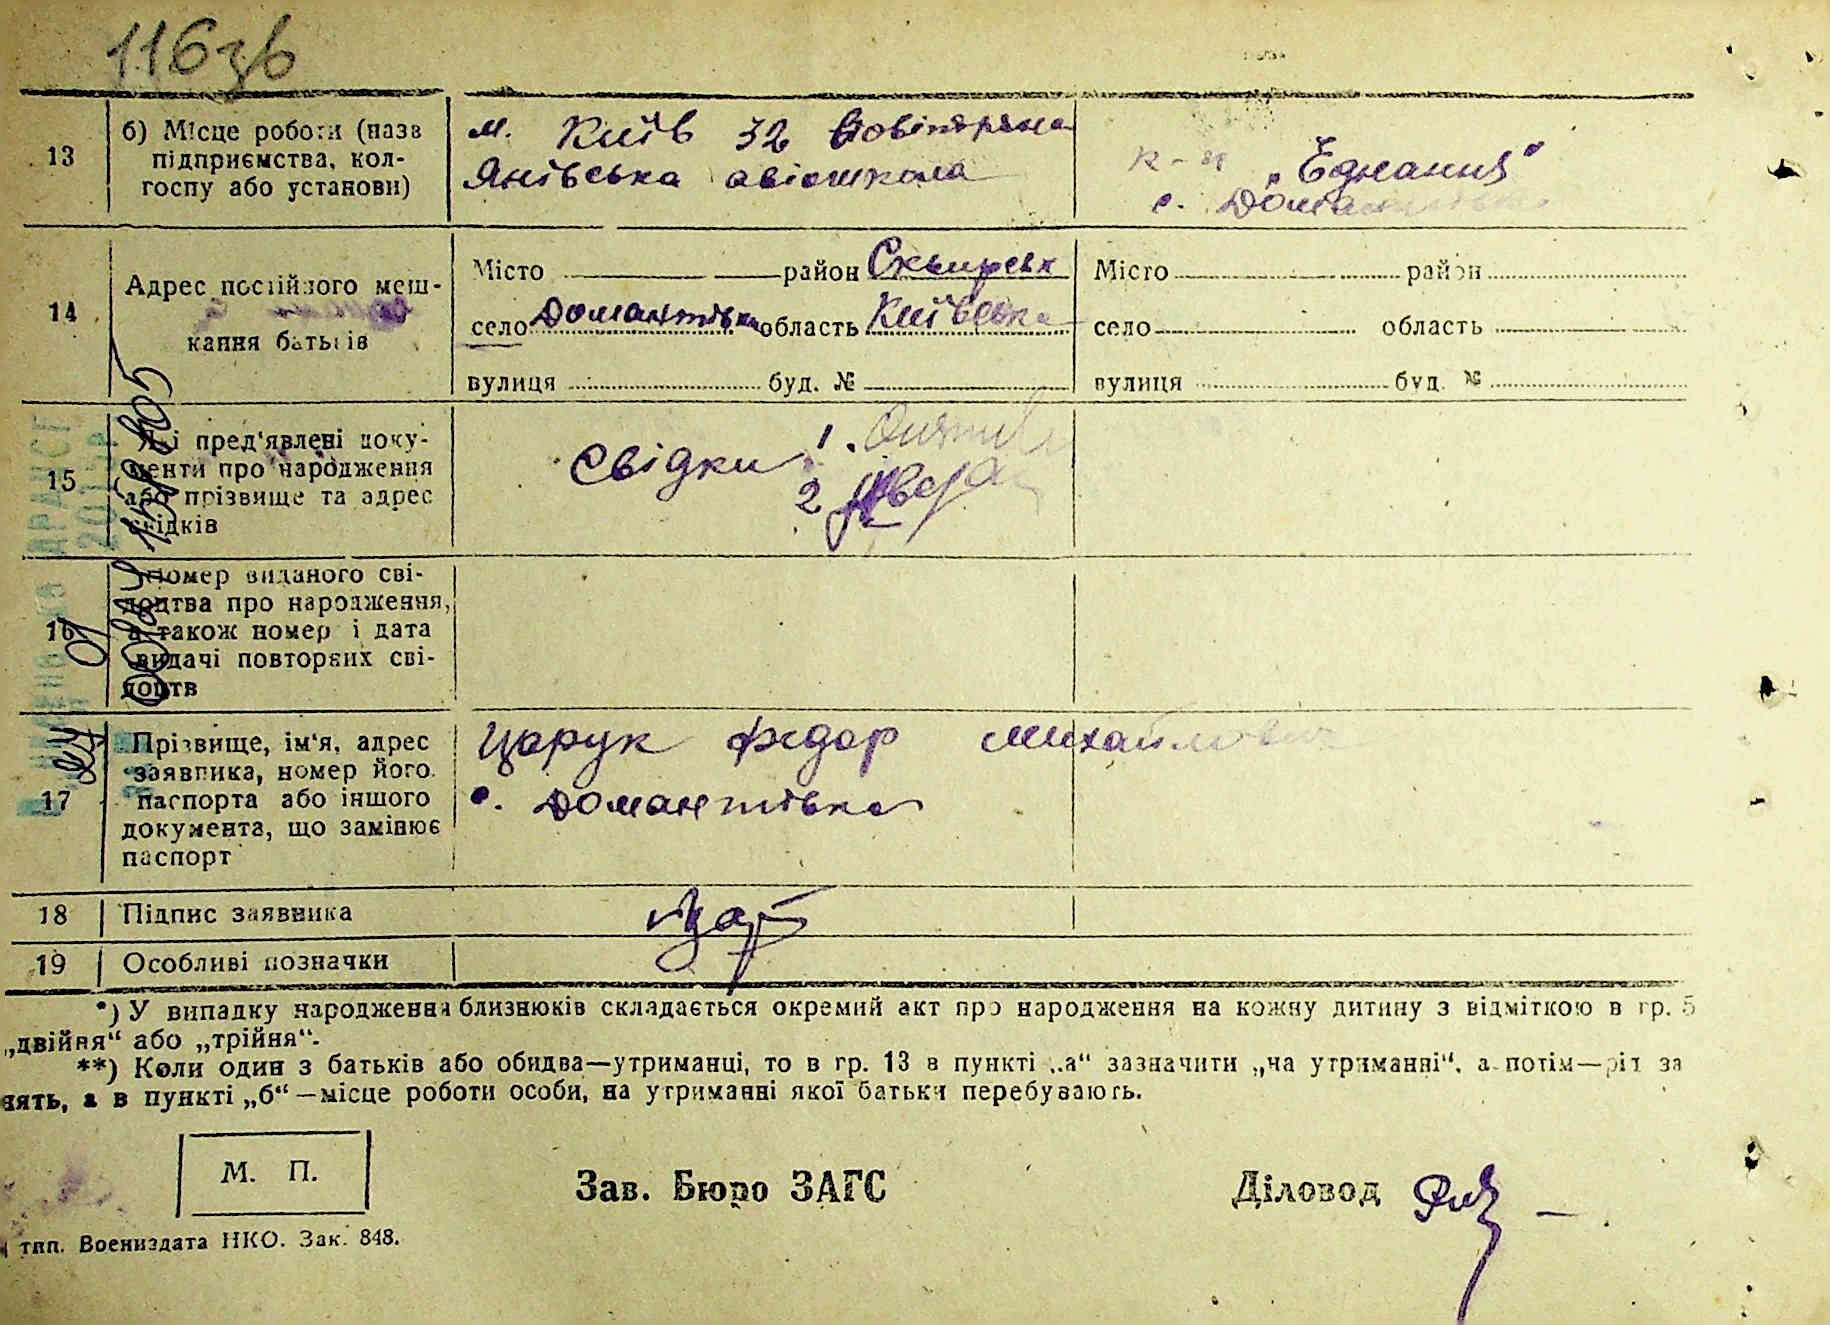 116зв
13
б) Місце роботи (назв
підприємства, кол-
госпу або установи)
м. Київ 32
Янівська авіошкола
к-п „Єднання"
с. Домантівка
14
Адрес постійного меш-
кання батьків
Місто район Сквирськ
село Домантівка область Київська
вулиця буд. №
Місто район
село область
вулиця буд. №
15
Які пред'явлені доку-
менти про народження
або прізвище та адрес
свідків
Свідки 1.
2
16
Номер виданого сві-
доцтва про народження,
а також номер і дата
видачі повторних сві-
доцтв
17
Прізвище, ім'я, адрес
заявника, номер його
паспорта або іншого
документа, що замінює
паспорт
Царук Федор Михайлович
с. Домантівка
18
Підпис заявника
Цар
19
Особливі позначки
*) У випадку народження близнюків складається окремий акт про народження на кожну дитину з відміткою в гр. 5
„двійня“ або „трійня“.
**) Коли один з батьків або обидва—утриманці, то в гр. 13 в пункті „а“ зазначити „на утриманні“, а потім—рід за
нять, а в пункті „б“—місце роботи особи, на утриманні якої батьки перебувають.
М. П.
Зав. Бюро ЗАГС
Діловод
тип. Воениздата НКО. Зак. 848.